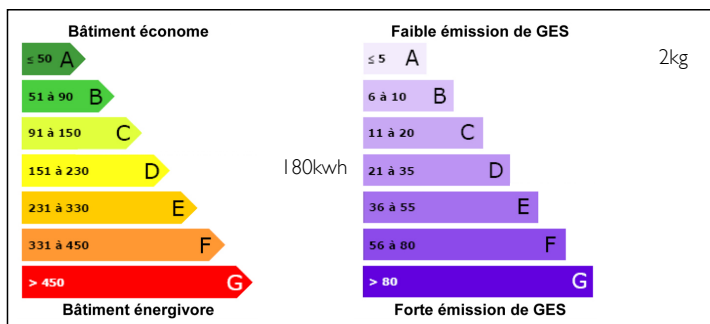 Bâtiment économe
≤ 50 A
51 à 90 B
91 à 150 C
151 à 230 D
180kwh
231 à 330 E
331 à 450 F
> 450 G
Bâtiment énergivore
Faible émission de GES
≤ 5 A
2kg
6 à 10 B
11 à 20 C
21 à 35 D
36 à 55 E
56 à 80 F
> 80 G
Forte émission de GES